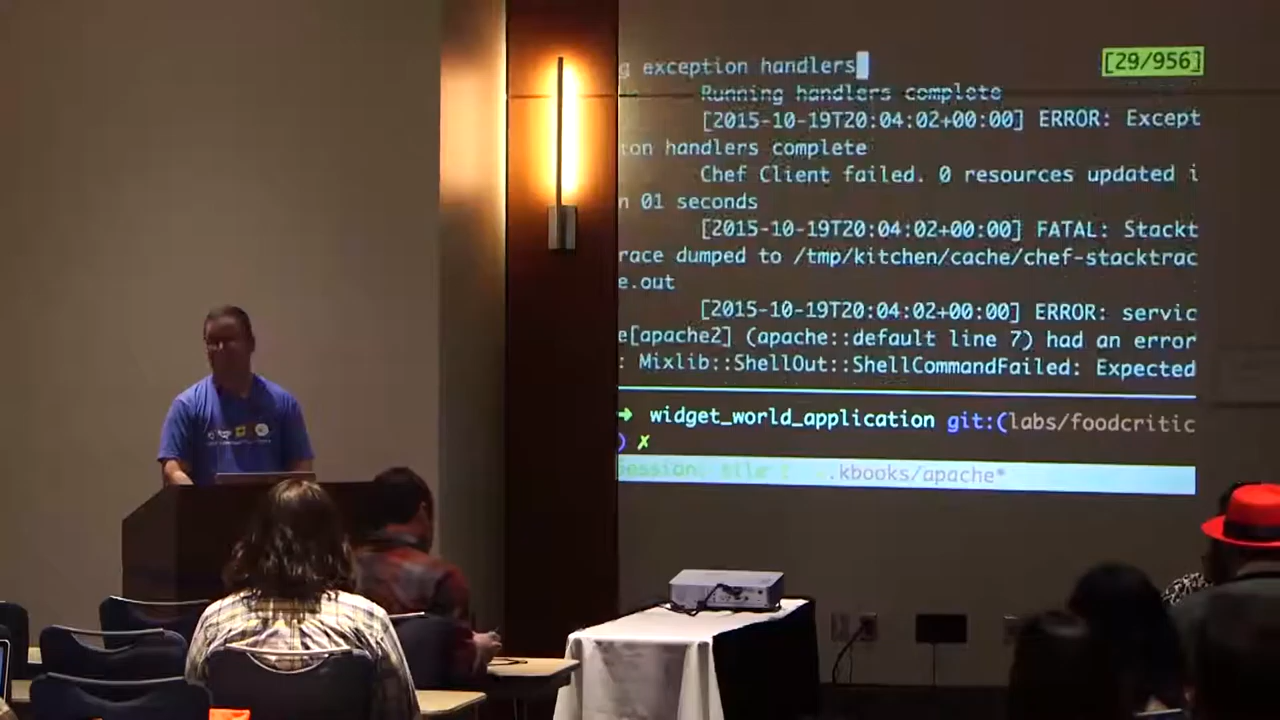 g exception handlers [29/956]
Running handlers complete
[2015-10-19T20:04:02+00:00] ERROR: Except
ion handlers complete
Chef Client failed. 0 resources updated i
n 01 seconds
[2015-10-19T20:04:02+00:00] FATAL: Stackt
race dumped to /tmp/kitchen/cache/chef-stacktrac
e.out
[2015-10-19T20:04:02+00:00] ERROR: servic
e[apache2] (apache::default line 7) had an error
: Mixlib::ShellOut::ShellCommandFailed: Expected
➜ widget_world_application git:(labs/foodcritic
) ✗
session: .kbooks/apache*